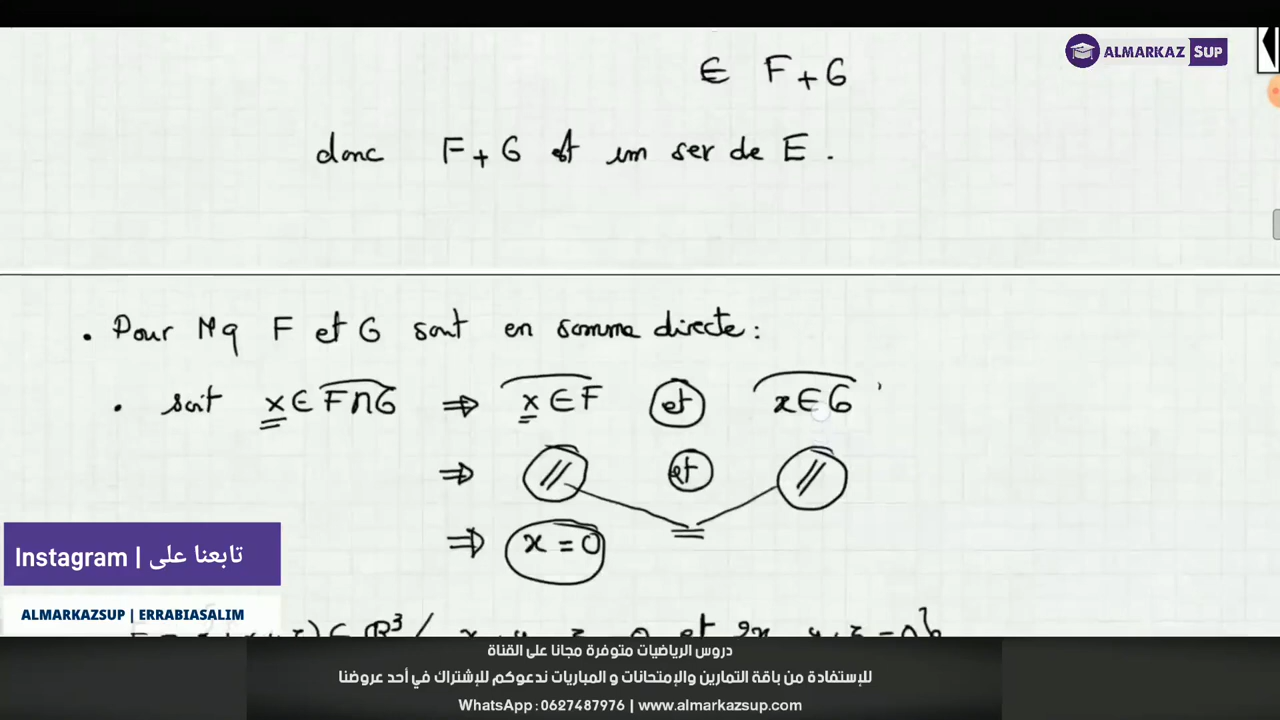 ALMARKAZ SUP
∈ F+G
donc F+G est un sev de E.
• Pour Mq F et G sont en somme directe:
• soit x∈F∩G ⇒ x∈F et x∈G
⇒ // et //
⇒ x=0
تابعنا على | Instagram
ALMARKAZSUP | ERRABIASALIM
∈ ℝ³/
دروس الرياضيات متوفرة مجانا على القناة
للإستفادة من باقة التمارين والإمتحانات و المباريات ندعوكم للإشتراك في أحد عروضنا
WhatsApp : 0627487976 | www.almarkazsup.com